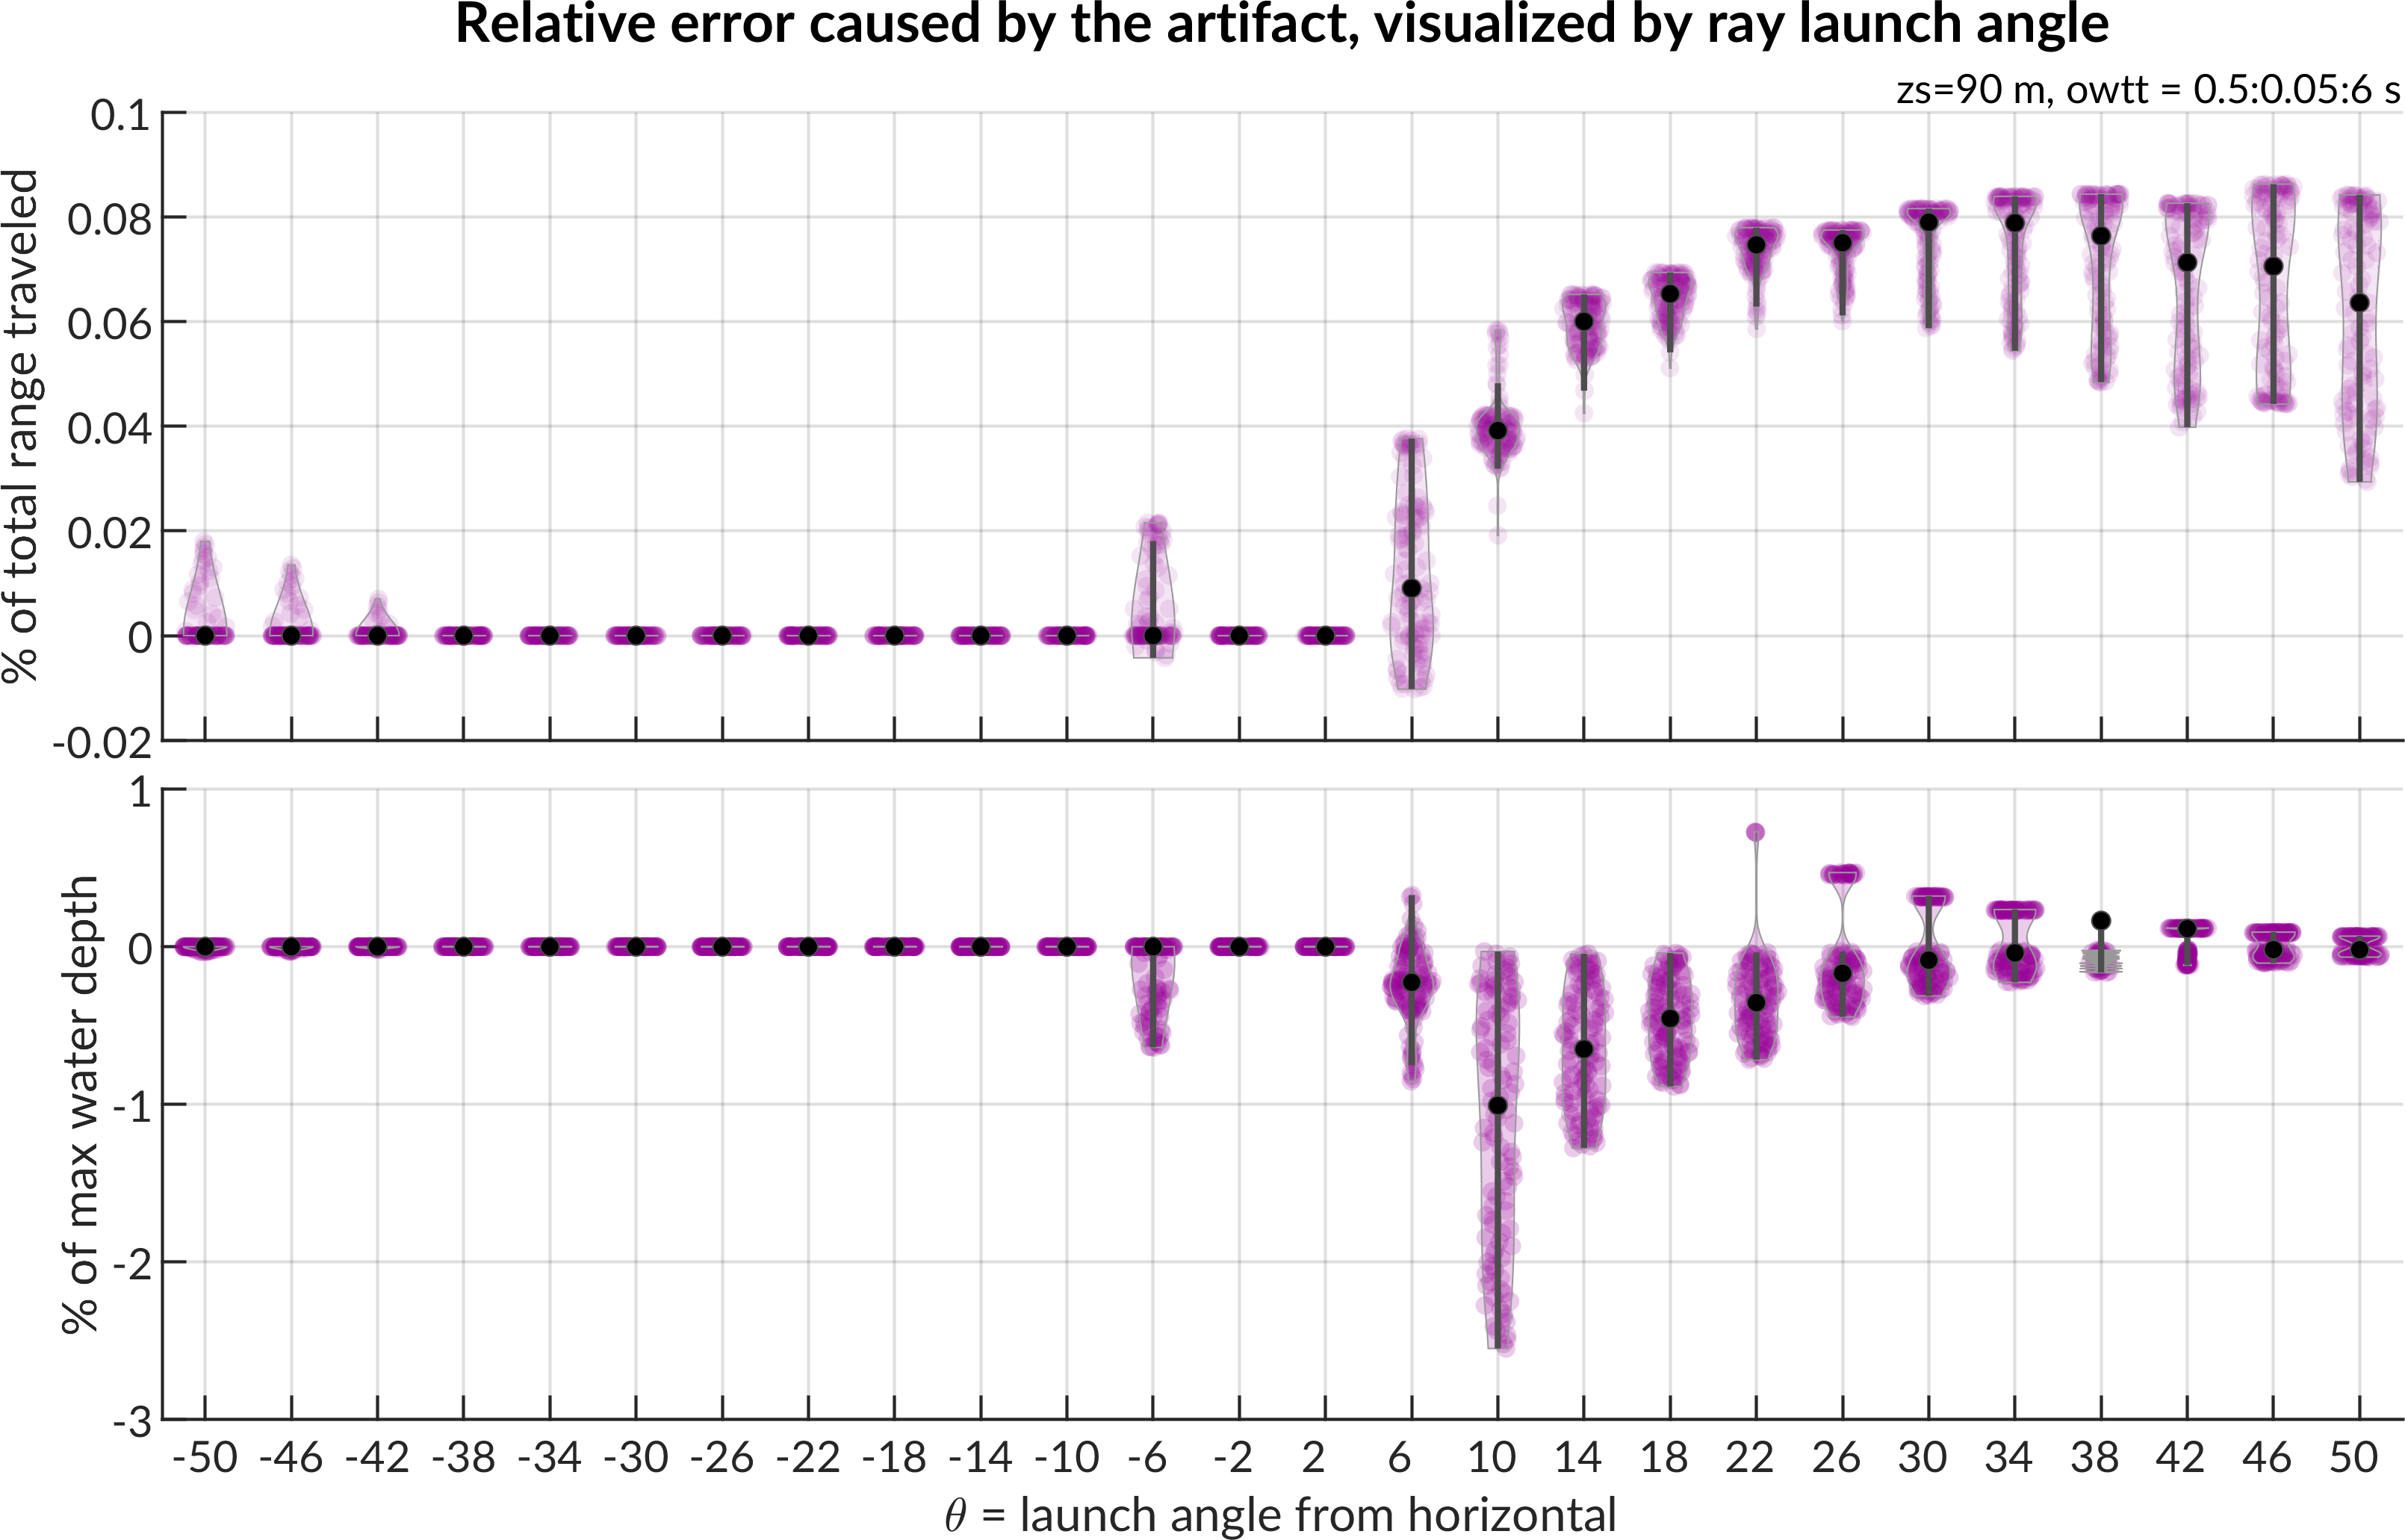 Relative error caused by the artifact, visualized by ray launch angle
zs=90 m, owtt = 0.5:0.05:6 s
% of total range traveled
0.1
0.08
0.06
0.04
0.02
0
-0.02
% of max water depth
1
0
-1
-2
-3
-50 -46 -42 -38 -34 -30 -26 -22 -18 -14 -10 -6 -2 2 6 10 14 18 22 26 30 34 38 42 46 50
θ = launch angle from horizontal